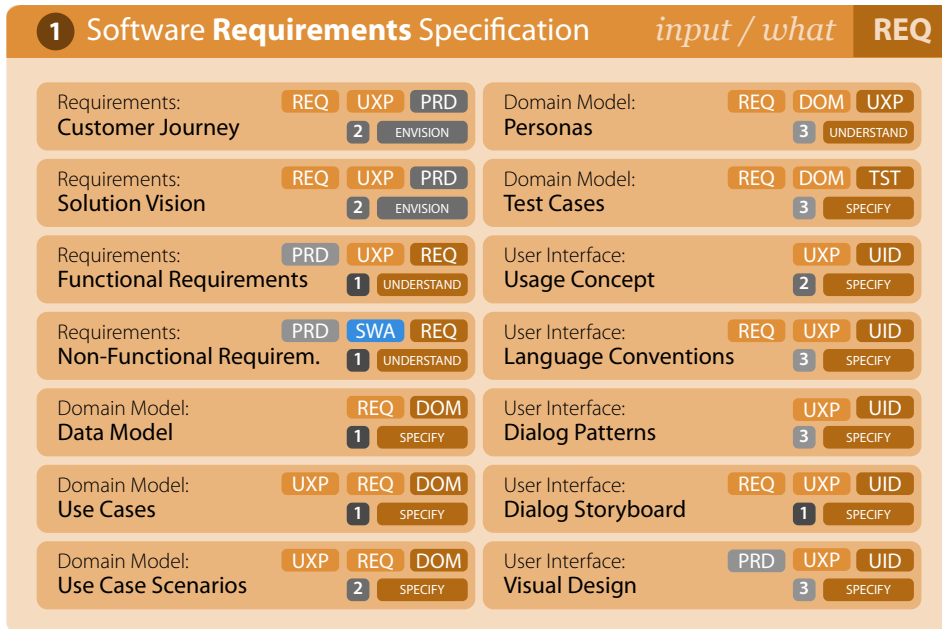 1 Software Requirements Specification input / what REQ
Requirements: REQ UXP PRD
Customer Journey 2 ENVISION
Requirements: REQ UXP PRD
Solution Vision 2 ENVISION
Requirements: PRD UXP REQ
Functional Requirements 1 UNDERSTAND
Requirements: PRD SWA REQ
Non-Functional Requirem. 1 UNDERSTAND
Domain Model: REQ DOM
Data Model 1 SPECIFY
Domain Model: UXP REQ DOM
Use Cases 1 SPECIFY
Domain Model: UXP REQ DOM
Use Case Scenarios 2 SPECIFY
Domain Model: REQ DOM UXP
Personas 3 UNDERSTAND
Domain Model: REQ DOM TST
Test Cases 3 SPECIFY
User Interface: UXP UID
Usage Concept 2 SPECIFY
User Interface: REQ UXP UID
Language Conventions 3 SPECIFY
User Interface: UXP UID
Dialog Patterns 3 SPECIFY
User Interface: REQ UXP UID
Dialog Storyboard 1 SPECIFY
User Interface: PRD UXP UID
Visual Design 3 SPECIFY